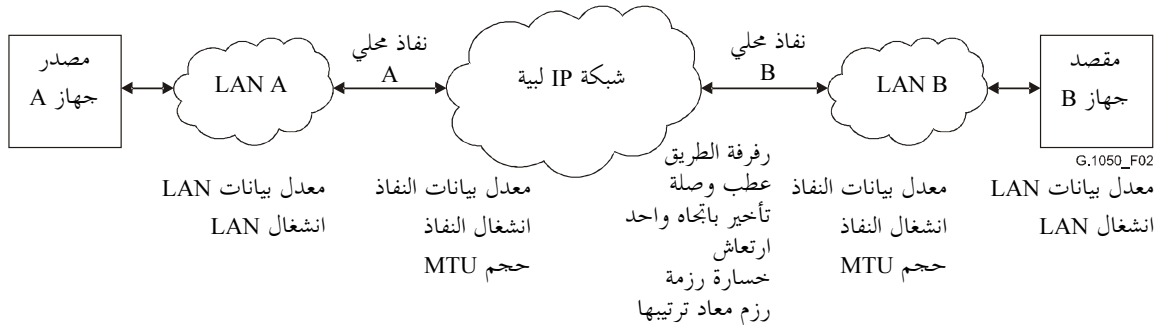 مصدر
جهاز A
LAN A
نفاذ محلي
A
شبكة IP لبية
نفاذ محلي
B
LAN B
مقصد
جهاز B
G.1050_F02
معدل بيانات LAN
انشغال LAN
معدل بيانات النفاذ
انشغال النفاذ
حجم MTU
رفرفة الطريق
عطب وصلة
تأخير باتجاه واحد
ارتعاش
خسارة رزمة
رزم معاد ترتيبها
معدل بيانات النفاذ
انشغال النفاذ
حجم MTU
معدل بيانات LAN
انشغال LAN